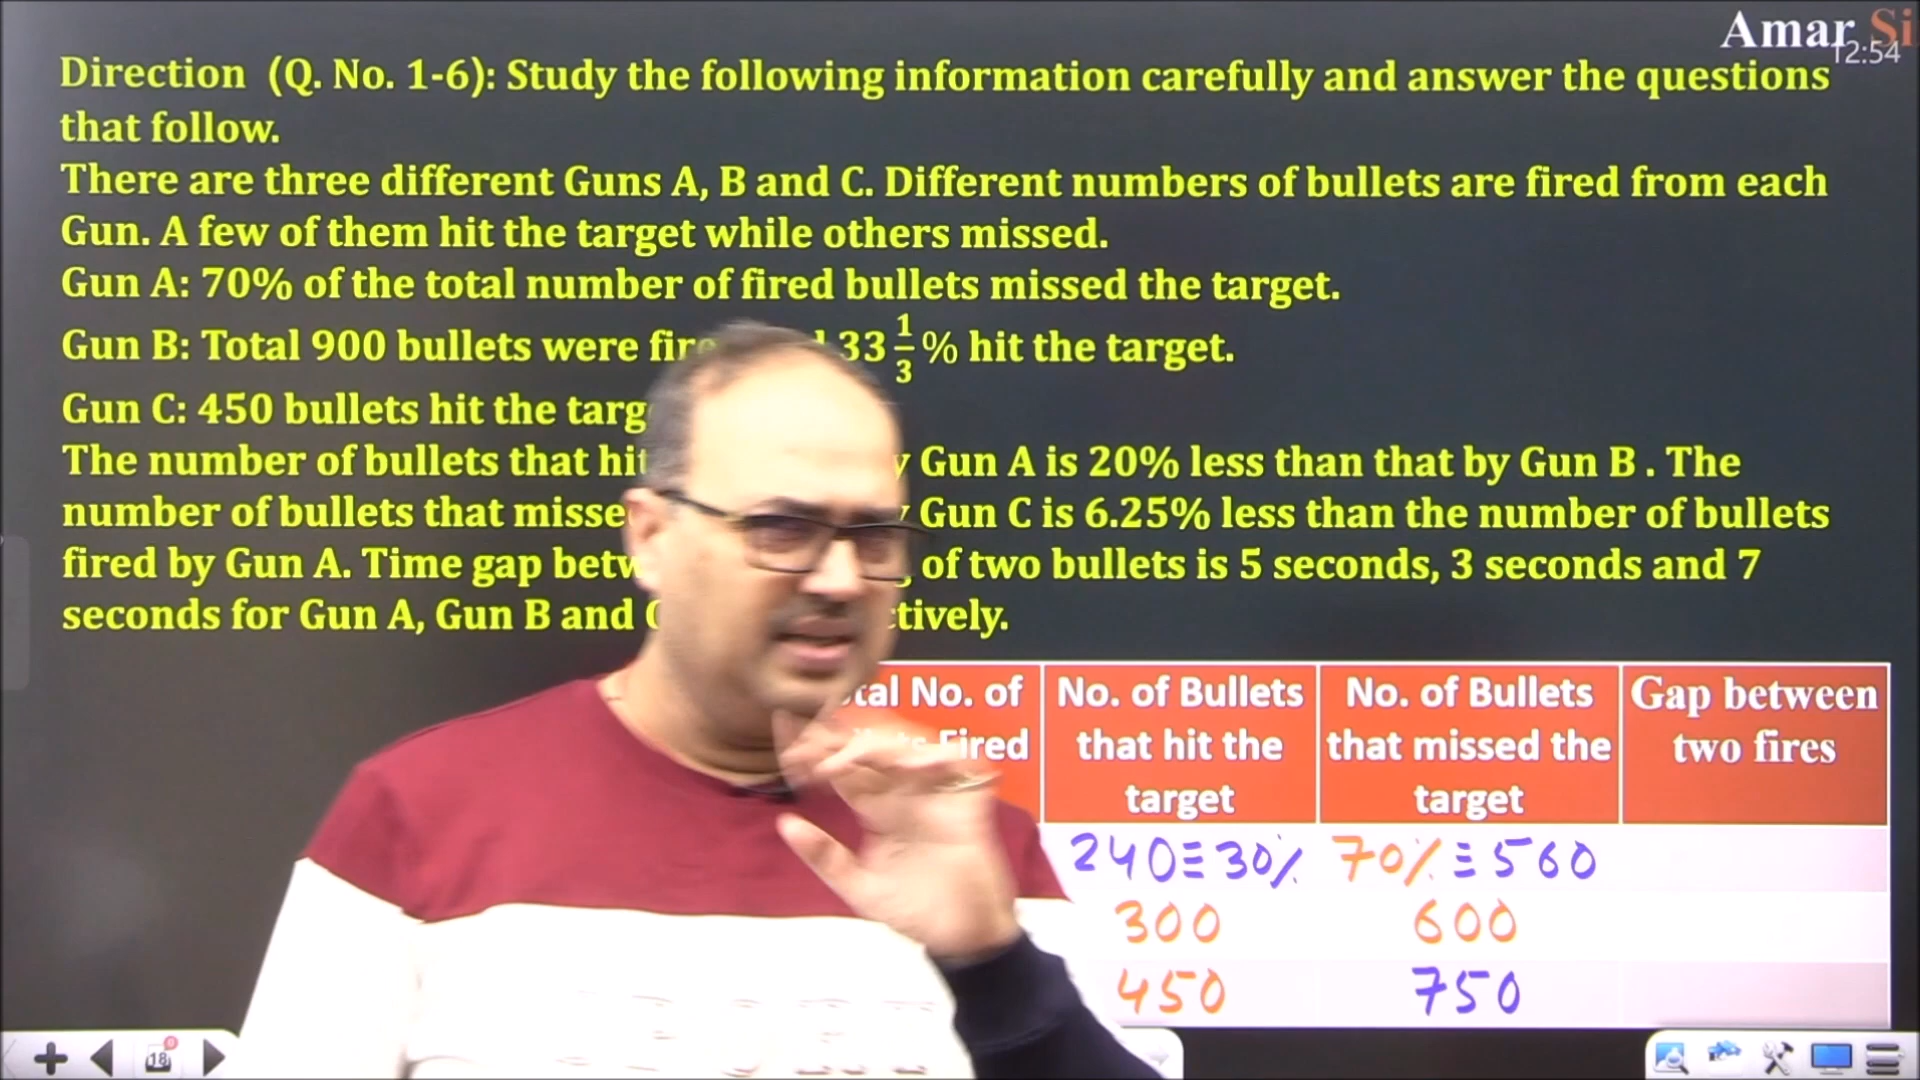 Amar Si
12:54
Direction (Q. No. 1-6): Study the following information carefully and answer the questions
that follow.
There are three different Guns A, B and C. Different numbers of bullets are fired from each
Gun. A few of them hit the target while others missed.
Gun A: 70% of the total number of fired bullets missed the target.
Gun B: Total 900 bullets were 33 1/3 % hit the target.
Gun C: 450 bullets hit the
The number of bullets that Gun A is 20% less than that by Gun B . The
number of bullets that Gun C is 6.25% less than the number of bullets
fired by Gun A. Time gap of two bullets is 5 seconds, 3 seconds and 7
seconds for Gun A, Gun B and
No. of
Fired
No. of Bullets
that hit the
target
No. of Bullets
that missed the
target
Gap between
two fires
240≡30% 70%≡560
300 600
450 750
18